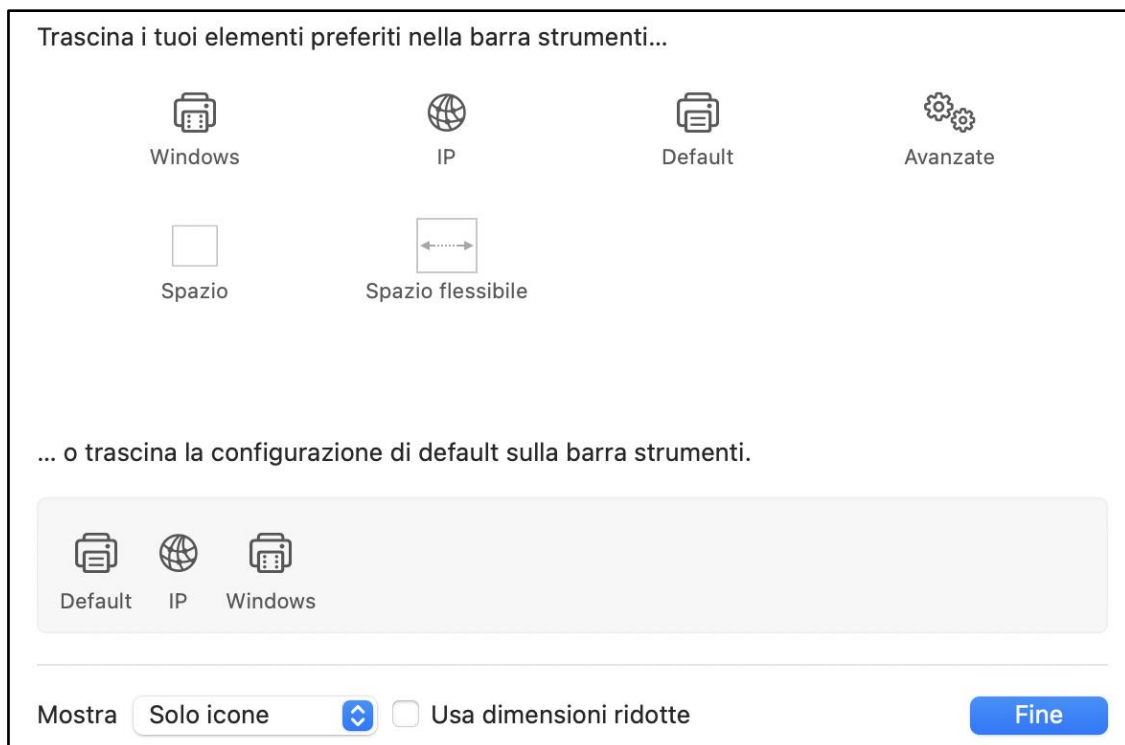 Trascina i tuoi elementi preferiti nella barra strumenti...
Windows IP Default Avanzate
Spazio Spazio flessibile
... o trascina la configurazione di default sulla barra strumenti.
Default IP Windows
Mostra Solo icone Usa dimensioni ridotte Fine